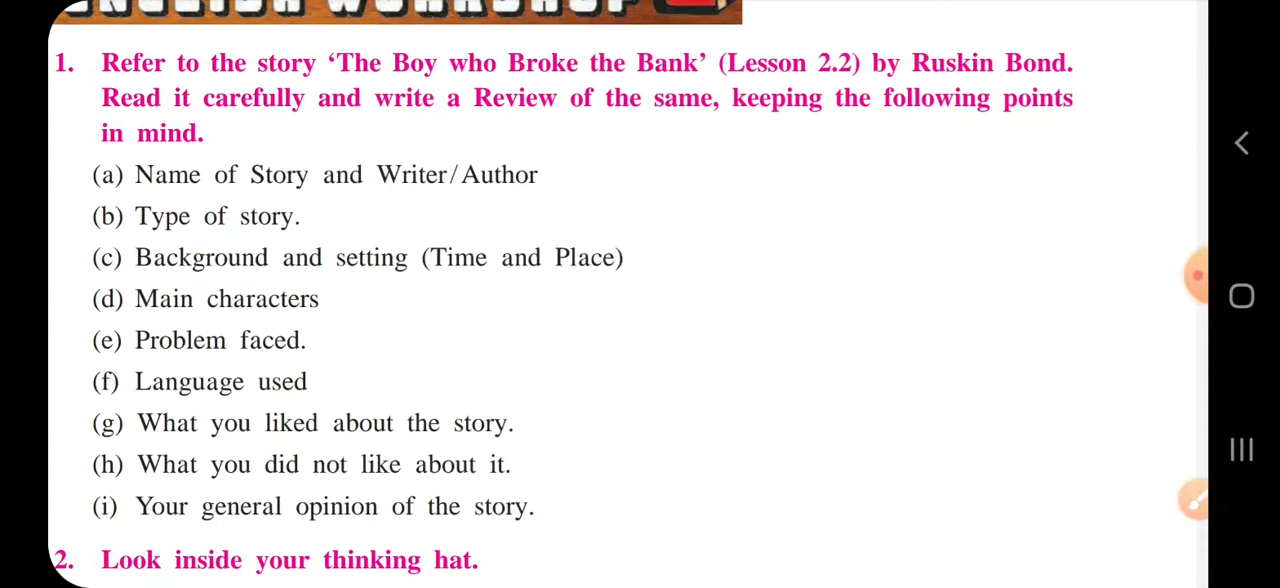 ENGLISH WORKSHOP
1. Refer to the story ‘The Boy who Broke the Bank’ (Lesson 2.2) by Ruskin Bond.
Read it carefully and write a Review of the same, keeping the following points
in mind.
(a) Name of Story and Writer/Author
(b) Type of story.
(c) Background and setting (Time and Place)
(d) Main characters
(e) Problem faced.
(f) Language used
(g) What you liked about the story.
(h) What you did not like about it.
(i) Your general opinion of the story.
2. Look inside your thinking hat.